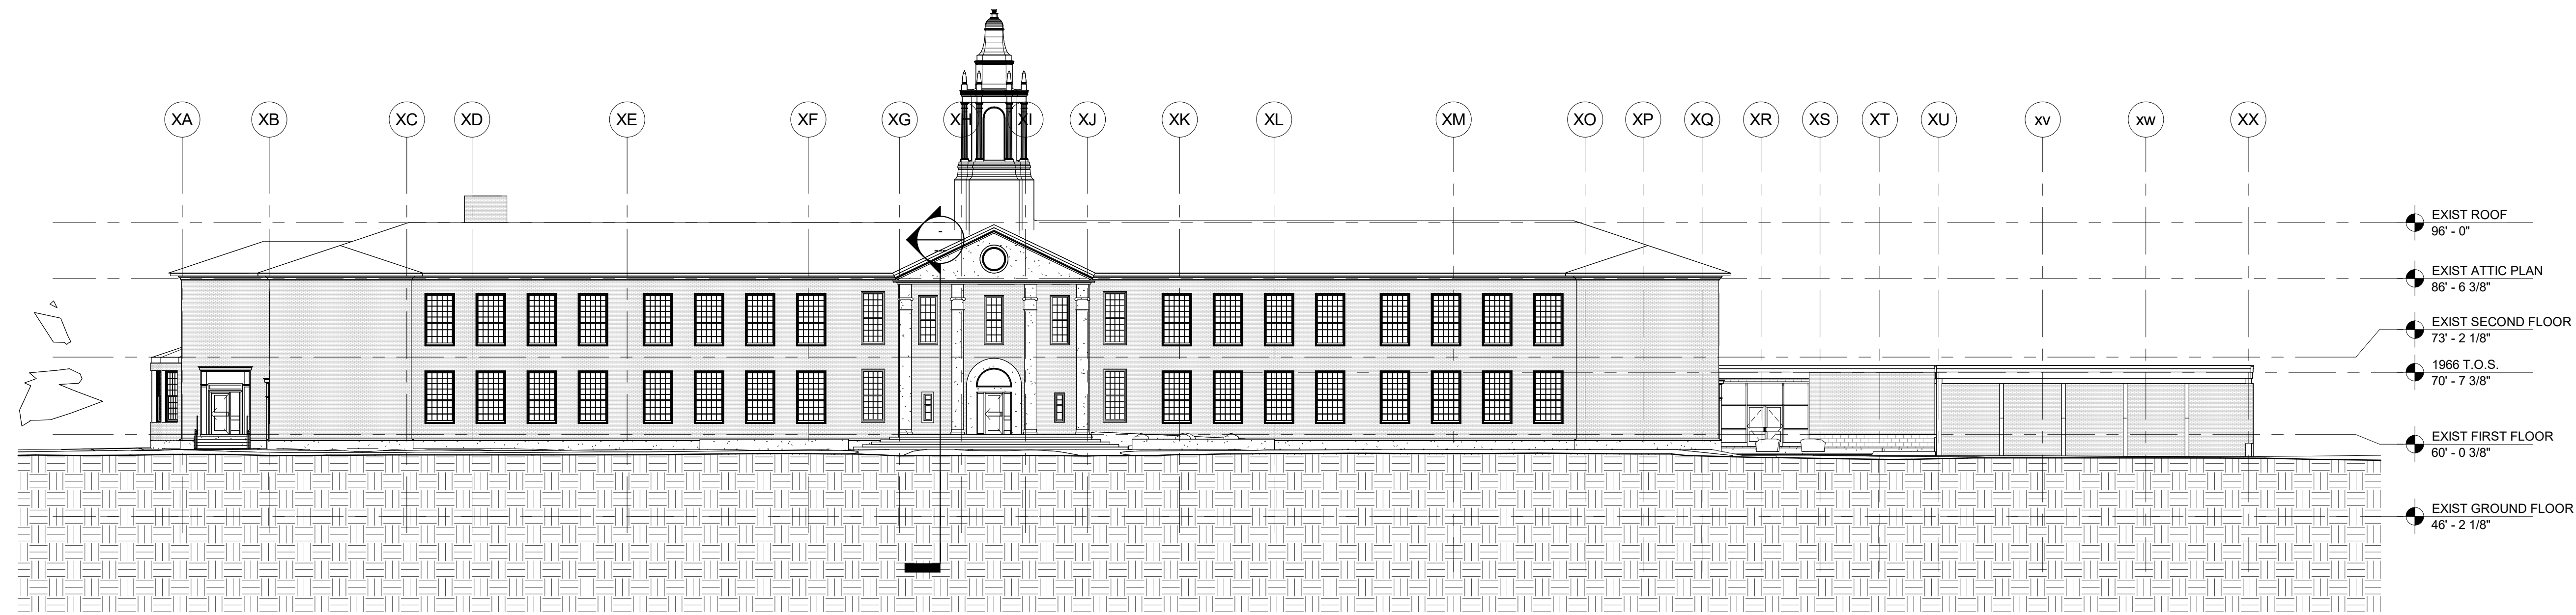 XA
XB
XC
XD
XE
XF
XG
XH
XI
XJ
XK
XL
XM
XO
XP
XQ
XR
XS
XT
XU
xv
xw
XX
-
EXIST ROOF
96' - 0"
EXIST ATTIC PLAN
86' - 6 3/8"
EXIST SECOND FLOOR
73' - 2 1/8"
1966 T.O.S.
70' - 7 3/8"
EXIST FIRST FLOOR
60' - 0 3/8"
EXIST GROUND FLOOR
46' - 2 1/8"